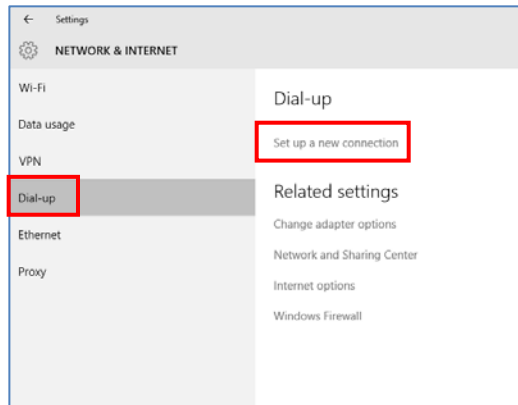 Settings
NETWORK & INTERNET
Wi-Fi
Data usage
VPN
Dial-up
Ethernet
Proxy
Dial-up
Set up a new connection
Related settings
Change adapter options
Network and Sharing Center
Internet options
Windows Firewall